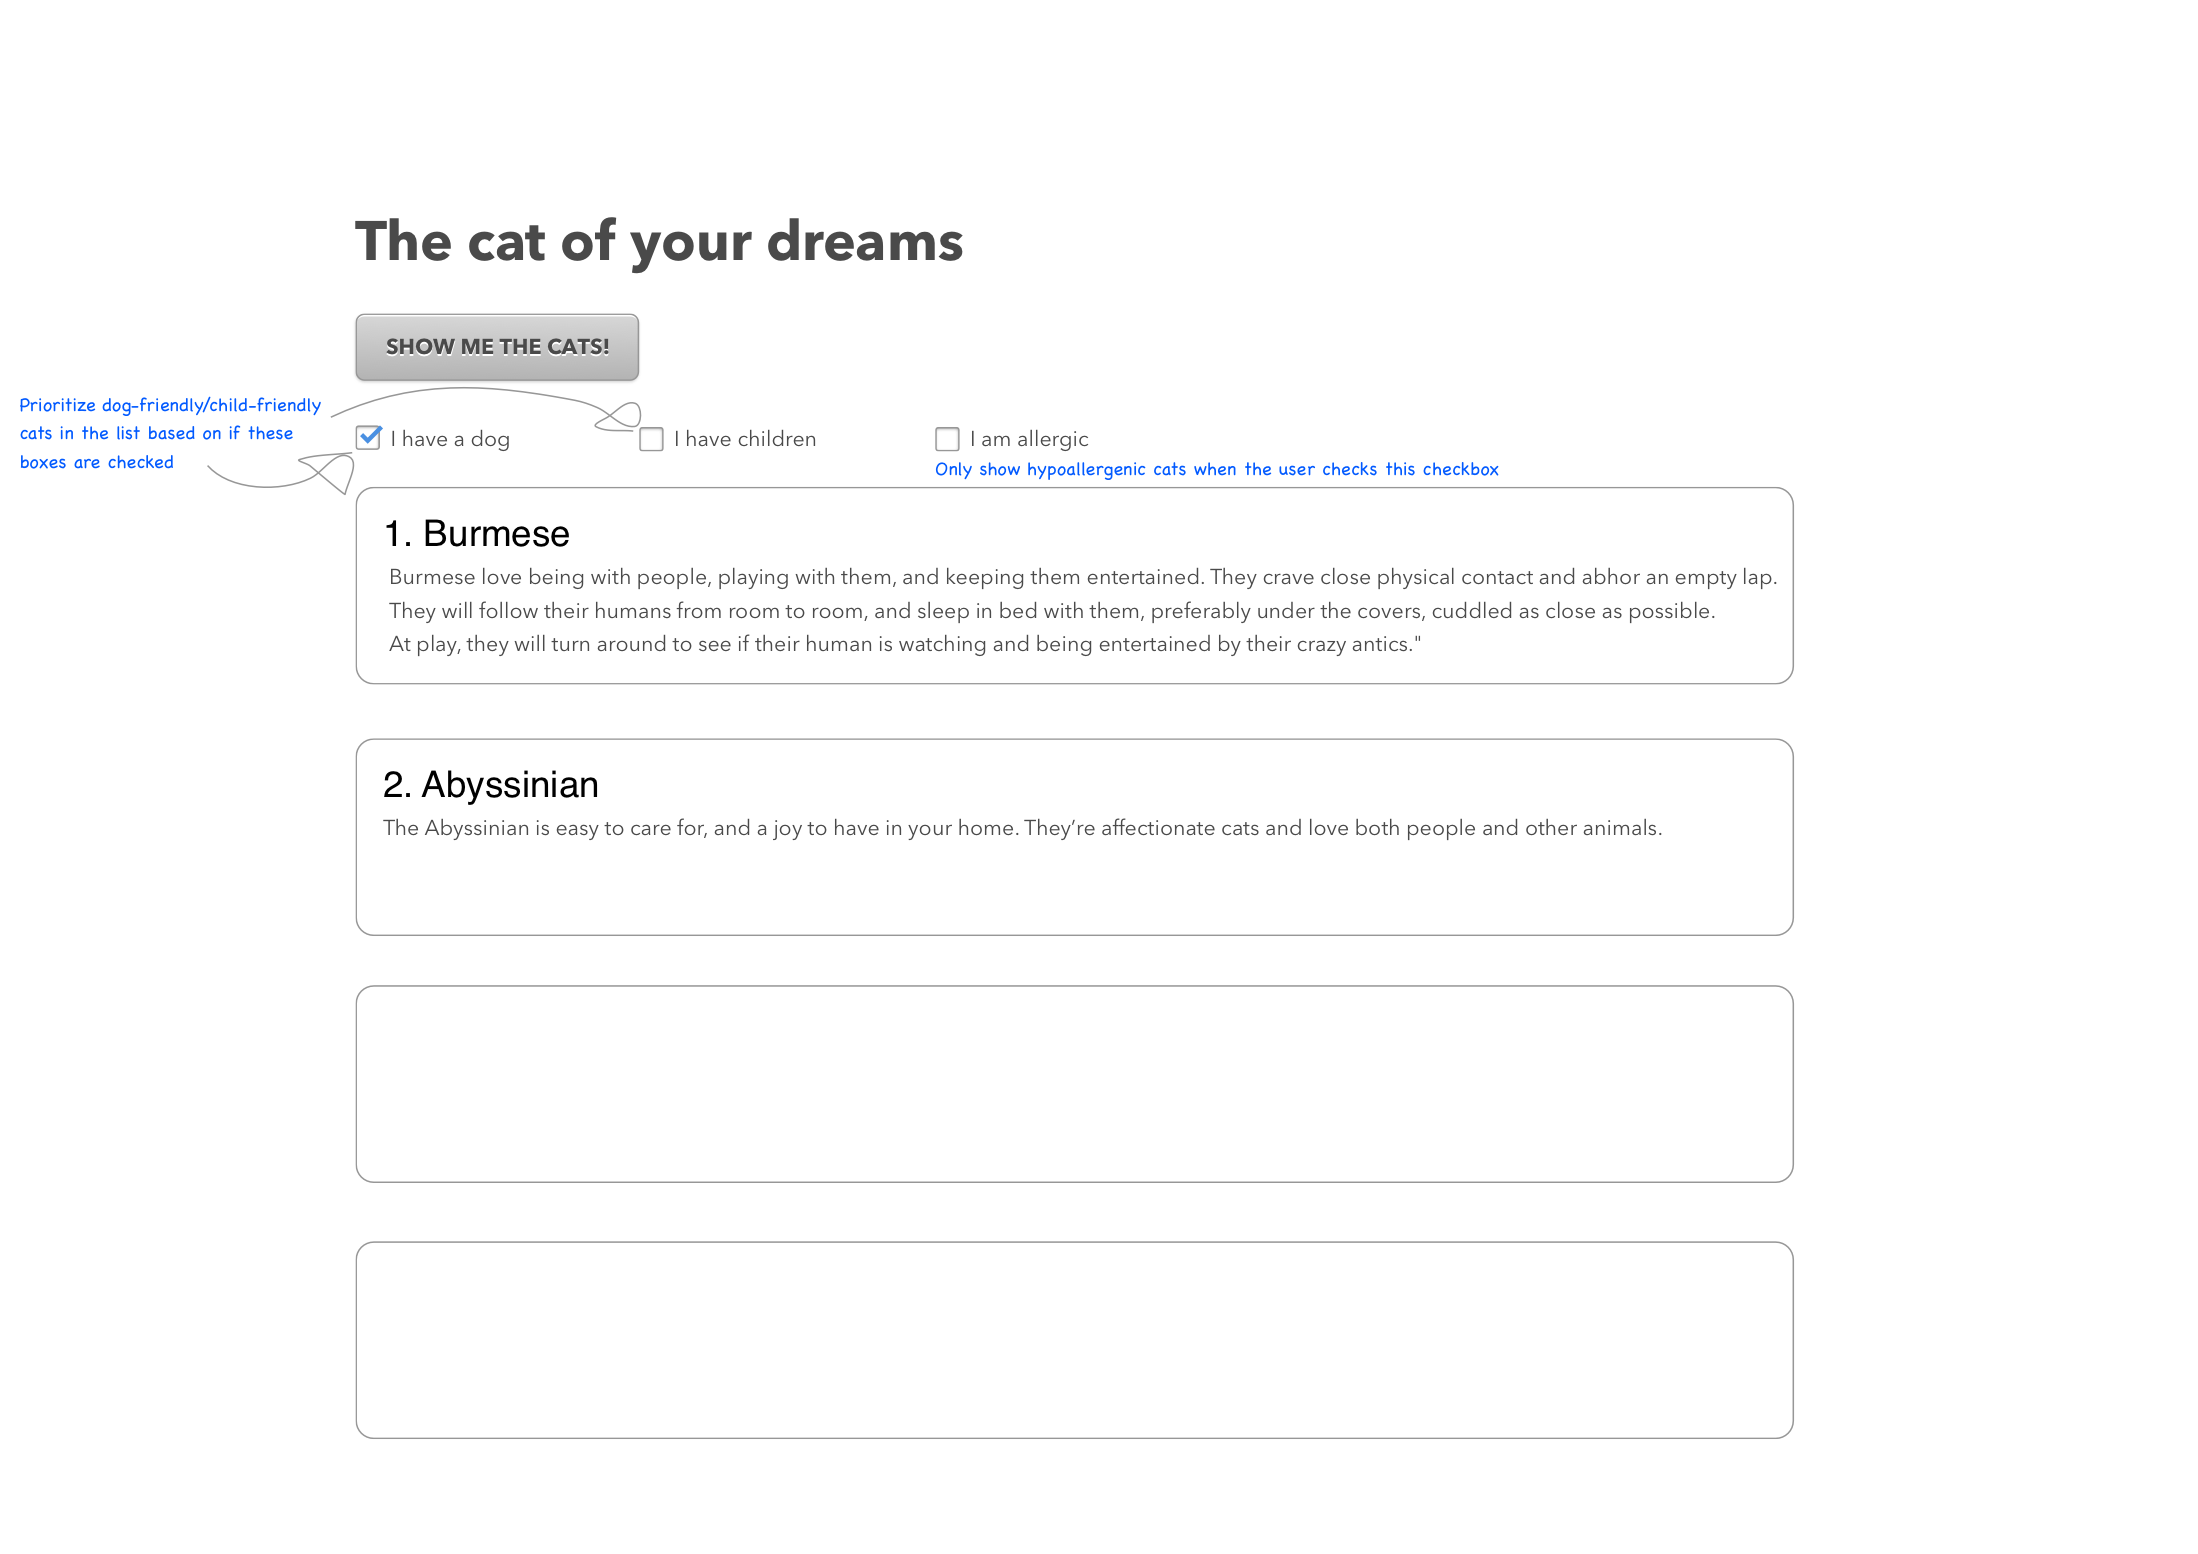 The cat of your dreams
SHOW ME THE CATS!
Prioritize dog-friendly/child-friendly
cats in the list based on if these
boxes are checked
I have a dog
I have children
I am allergic
Only show hypoallergenic cats when the user checks this checkbox
1. Burmese
Burmese love being with people, playing with them, and keeping them entertained. They crave close physical contact and abhor an empty lap.
They will follow their humans from room to room, and sleep in bed with them, preferably under the covers, cuddled as close as possible.
At play, they will turn around to see if their human is watching and being entertained by their crazy antics."
2. Abyssinian
The Abyssinian is easy to care for, and a joy to have in your home. They’re affectionate cats and love both people and other animals.